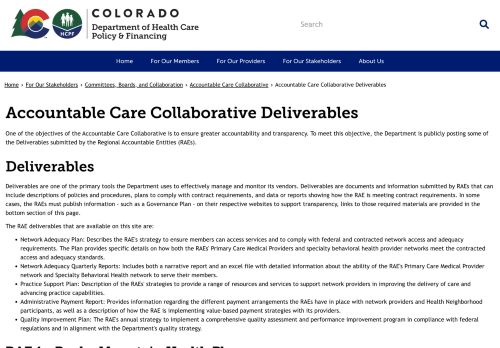 COLORADO
Department of Health Care
Policy & Financing
HCPF
Search
Home
For Our Members
For Our Providers
For Our Stakeholders
About Us
Home › For Our Stakeholders › Committees, Boards, and Collaboration › Accountable Care Collaborative › Accountable Care Collaborative Deliverables
Accountable Care Collaborative Deliverables
One of the objectives of the Accountable Care Collaborative is to ensure greater accountability and transparency. To meet this objective, the Department is publicly posting some of
the Deliverables submitted by the Regional Accountable Entities (RAEs).
Deliverables
Deliverables are one of the primary tools the Department uses to effectively manage and monitor its vendors. Deliverables are documents and information submitted by RAEs that can
include descriptions of policies and procedures, plans to comply with contract requirements, and data or reports showing how the RAE is meeting contract requirements. In some
cases, the RAEs must publish information - such as a Governance Plan - on their respective websites to support transparency, links to those required materials are provided in the
bottom section of this page.
The RAE deliverables that are available on this site are:
• Network Adequacy Plan: Describes the RAE's strategy to ensure members can access services and to comply with federal and contracted network access and adequacy
requirements. The Plan provides specific details on how both the RAEs' Primary Care Medical Providers and specialty behavioral health provider networks meet the contracted
access and adequacy standards.
• Network Adequacy Quarterly Reports: Includes both a narrative report and an excel file with detailed information about the ability of the RAE's Primary Care Medical Provider
network and Specialty Behavioral Health network to serve their members.
• Practice Support Plan: Description of the RAEs' strategies to provide a range of resources and services to support network providers in improving the delivery of care and
advancing practice capabilities.
• Administrative Payment Report: Provides information regarding the different payment arrangements the RAEs have in place with network providers and Health Neighborhood
participants, as well as a description of how the RAE is implementing value-based payment strategies with its providers.
• Quality Improvement Plan: The RAE's annual strategy to implement a comprehensive quality assessment and performance improvement program in compliance with federal
regulations and in alignment with the Department's quality strategy.